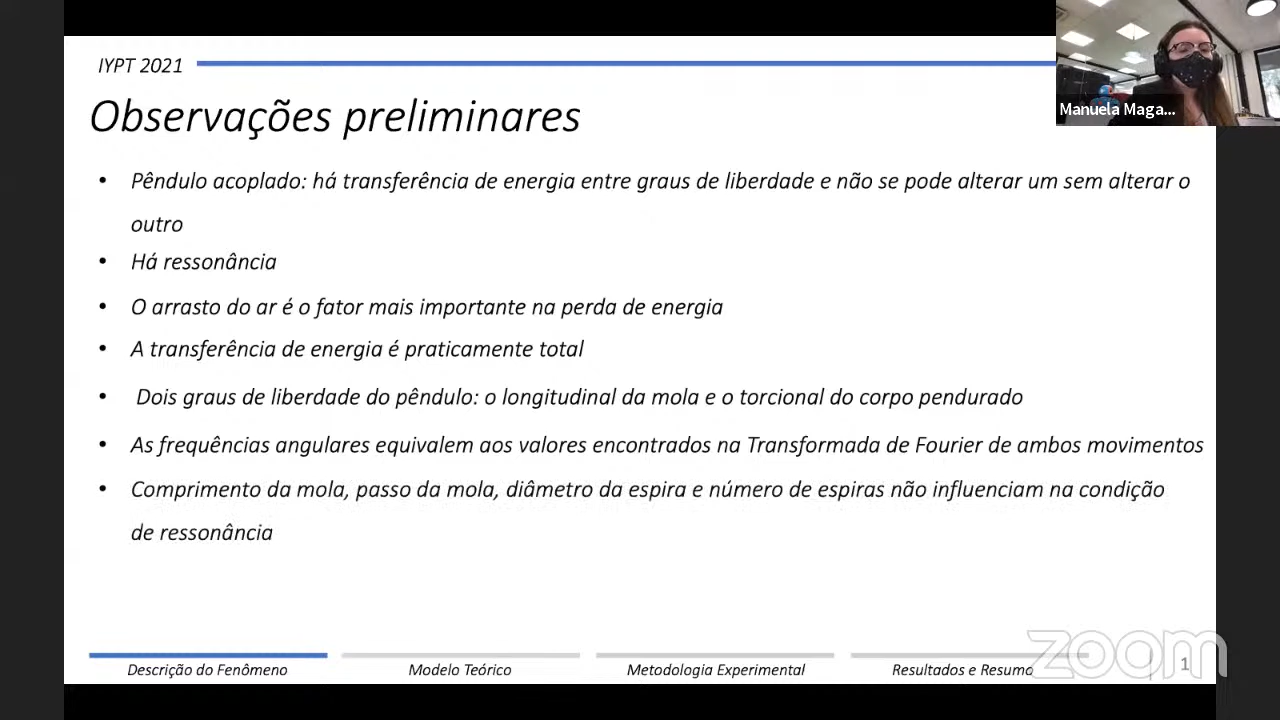 IYPT 2021
Manuela Maga...
Observações preliminares
• Pêndulo acoplado: há transferência de energia entre graus de liberdade e não se pode alterar um sem alterar o
outro
• Há ressonância
• O arrasto do ar é o fator mais importante na perda de energia
• A transferência de energia é praticamente total
• Dois graus de liberdade do pêndulo: o longitudinal da mola e o torcional do corpo pendurado
• As frequências angulares equivalem aos valores encontrados na Transformada de Fourier de ambos movimentos
• Comprimento da mola, passo da mola, diâmetro da espira e número de espiras não influenciam na condição
de ressonância
Descrição do Fenômeno
Modelo Teórico
Metodologia Experimental
Resultados e Resumo
1
zoom